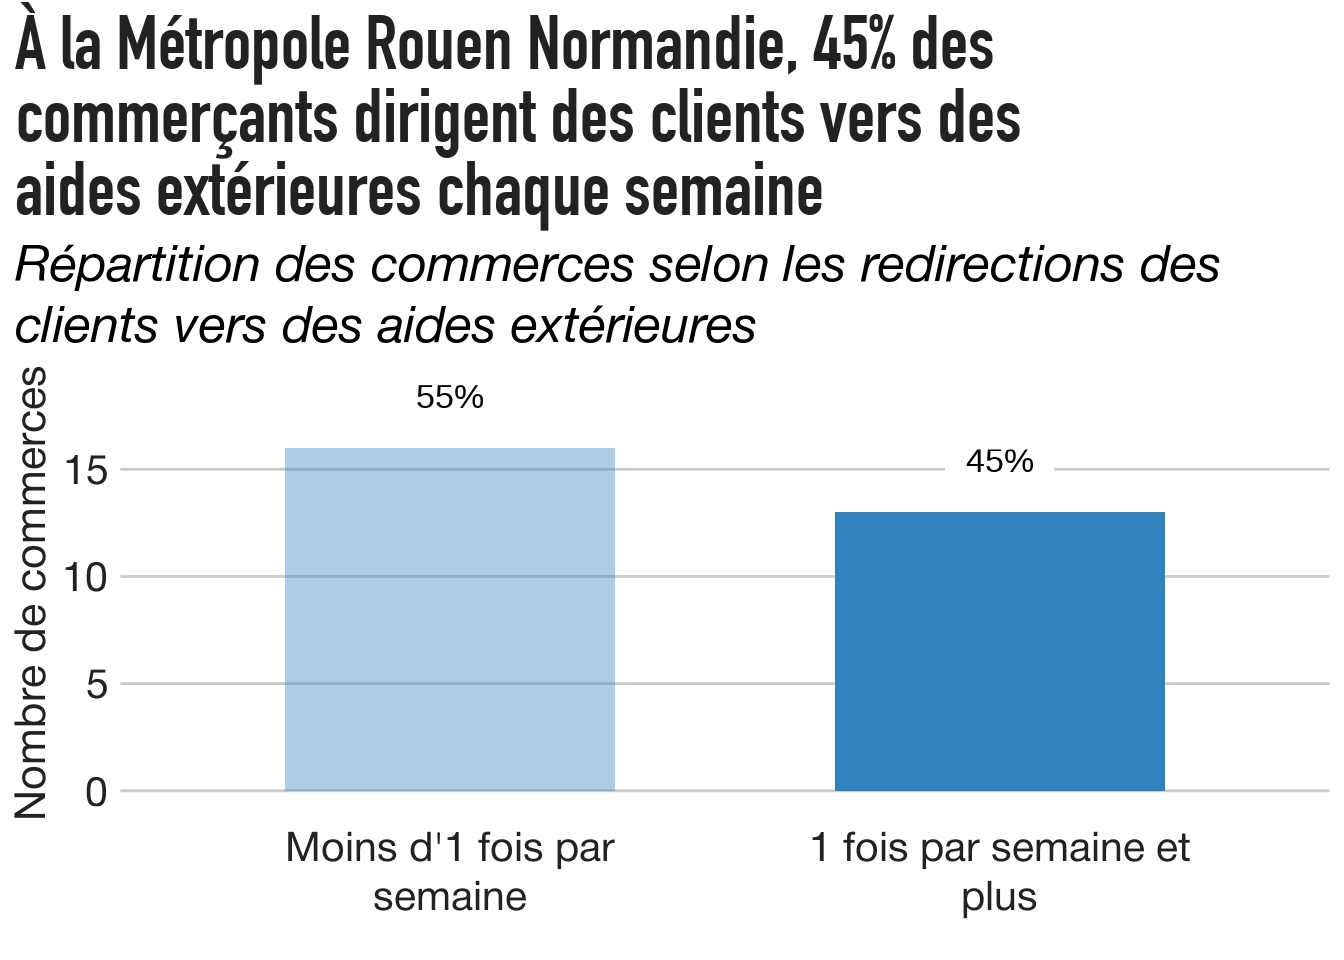 À la Métropole Rouen Normandie, 45% des
commerçants dirigent des clients vers des
aides extérieures chaque semaine
Répartition des commerces selon les redirections des
clients vers des aides extérieures
Nombre de commerces
55%
45%
15
10
5
0
Moins d'1 fois par
semaine
1 fois par semaine et
plus